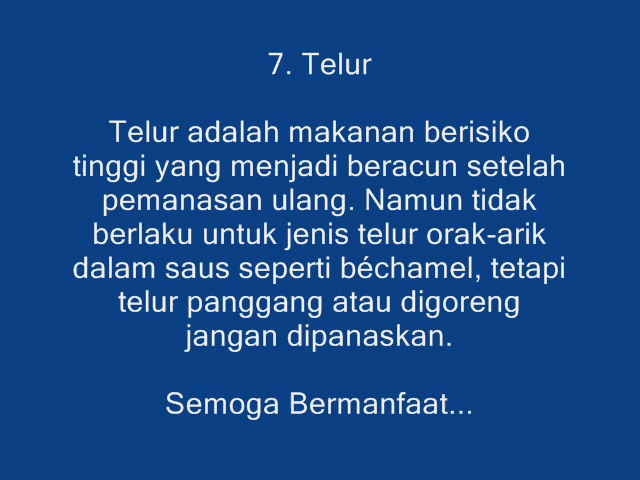 7. Telur
Telur adalah makanan berisiko
tinggi yang menjadi beracun setelah
pemanasan ulang. Namun tidak
berlaku untuk jenis telur orak-arik
dalam saus seperti béchamel, tetapi
telur panggang atau digoreng
jangan dipanaskan.
Semoga Bermanfaat...